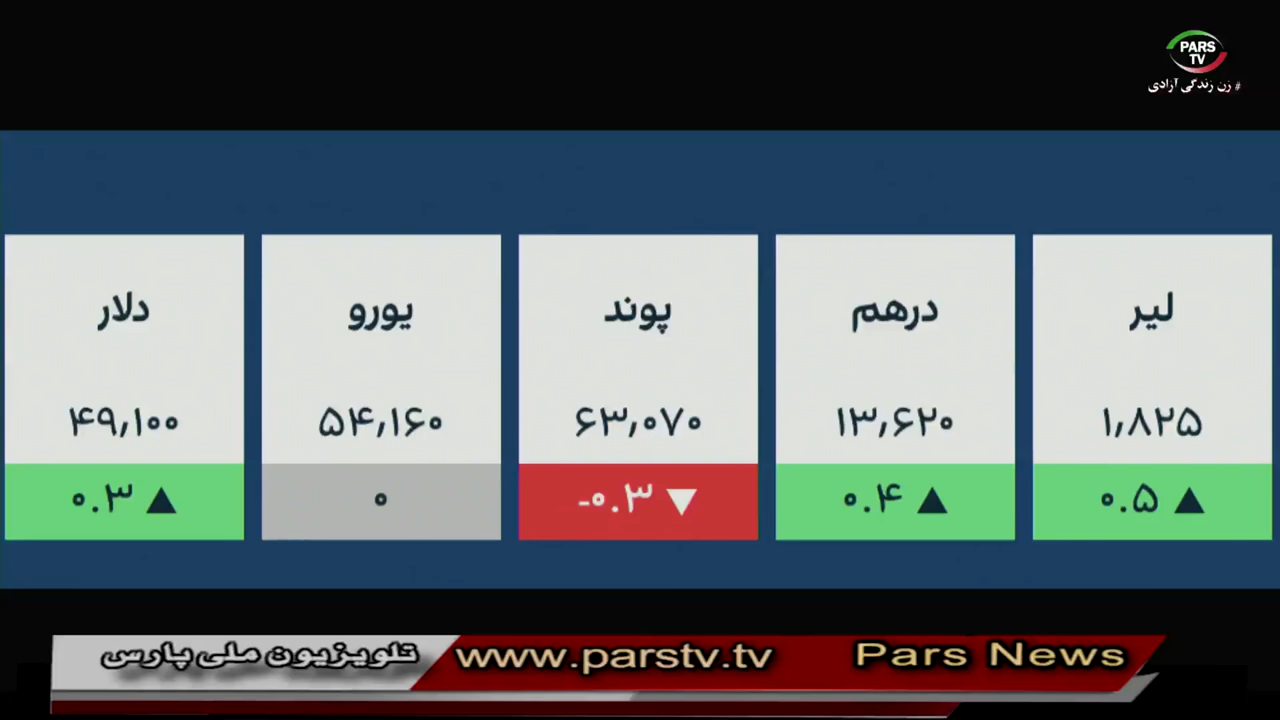 PARS
TV
# زن زندگی آزادی
لیر
۱,۸۲۵
۰.۵ ▲
درهم
۱۳,۶۲۰
۰.۴ ▲
پوند
۶۳,۰۷۰
-۰.۳ ▼
یورو
۵۴,۱۶۰
۰
دلار
۴۹,۱۰۰
۰.۳ ▲
تلویزیون ملی پارس
www.parstv.tv
Pars News